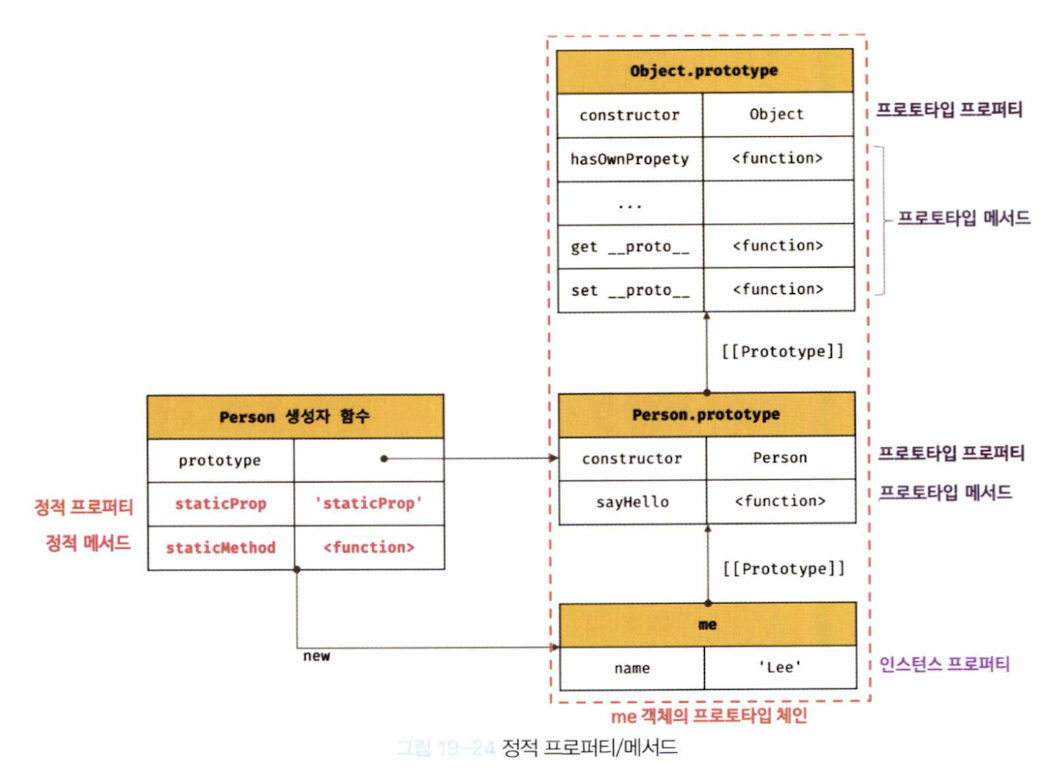 Object.prototype
constructor Object 프로토타입 프로퍼티
hasOwnPropety <function>
...
프로토타입 메서드
get __proto__ <function>
set __proto__ <function>
[[Prototype]]
Person 생성자 함수
Person.prototype
prototype
constructor Person 프로토타입 프로퍼티
정적 프로퍼티 staticProp 'staticProp'
sayHello <function> 프로토타입 메서드
정적 메서드 staticMethod <function>
[[Prototype]]
me
new
name 'Lee' 인스턴스 프로퍼티
me 객체의 프로토타입 체인
그림 19-24 정적 프로퍼티/메서드